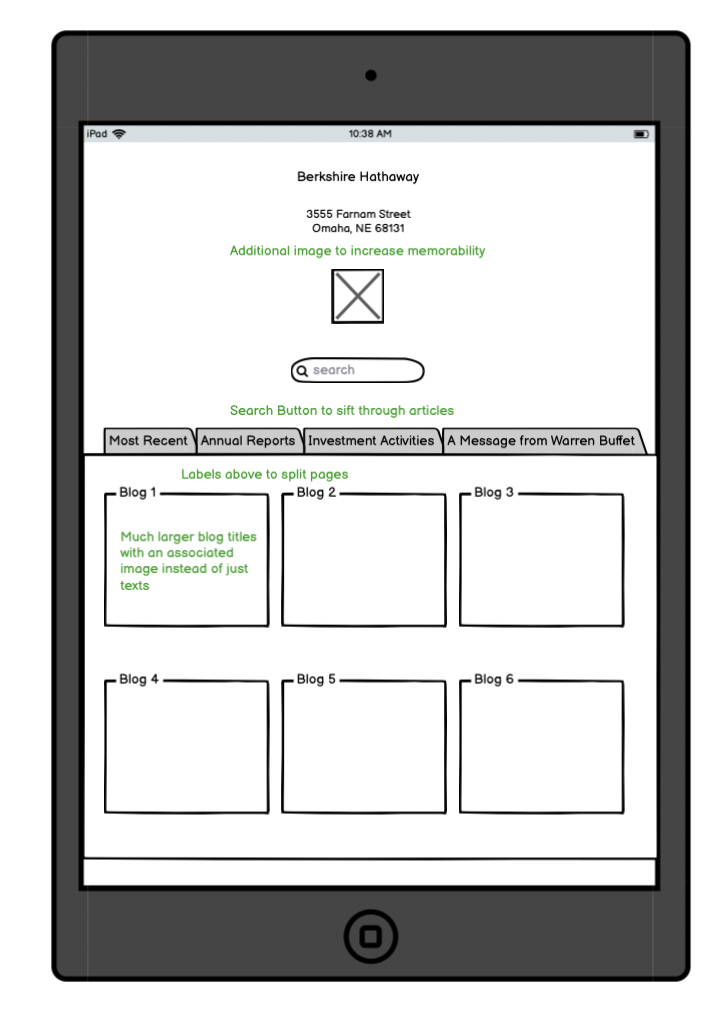 iPad 10:38 AM
Berkshire Hathaway
3555 Farnam Street
Omaha, NE 68131
Additional image to increase memorability
search
Search Button to sift through articles
Most Recent Annual Reports Investment Activities A Message from Warren Buffet
Labels above to split pages
Blog 1 Blog 2 Blog 3
Much larger blog titles
with an associated
image instead of just
texts
Blog 4 Blog 5 Blog 6